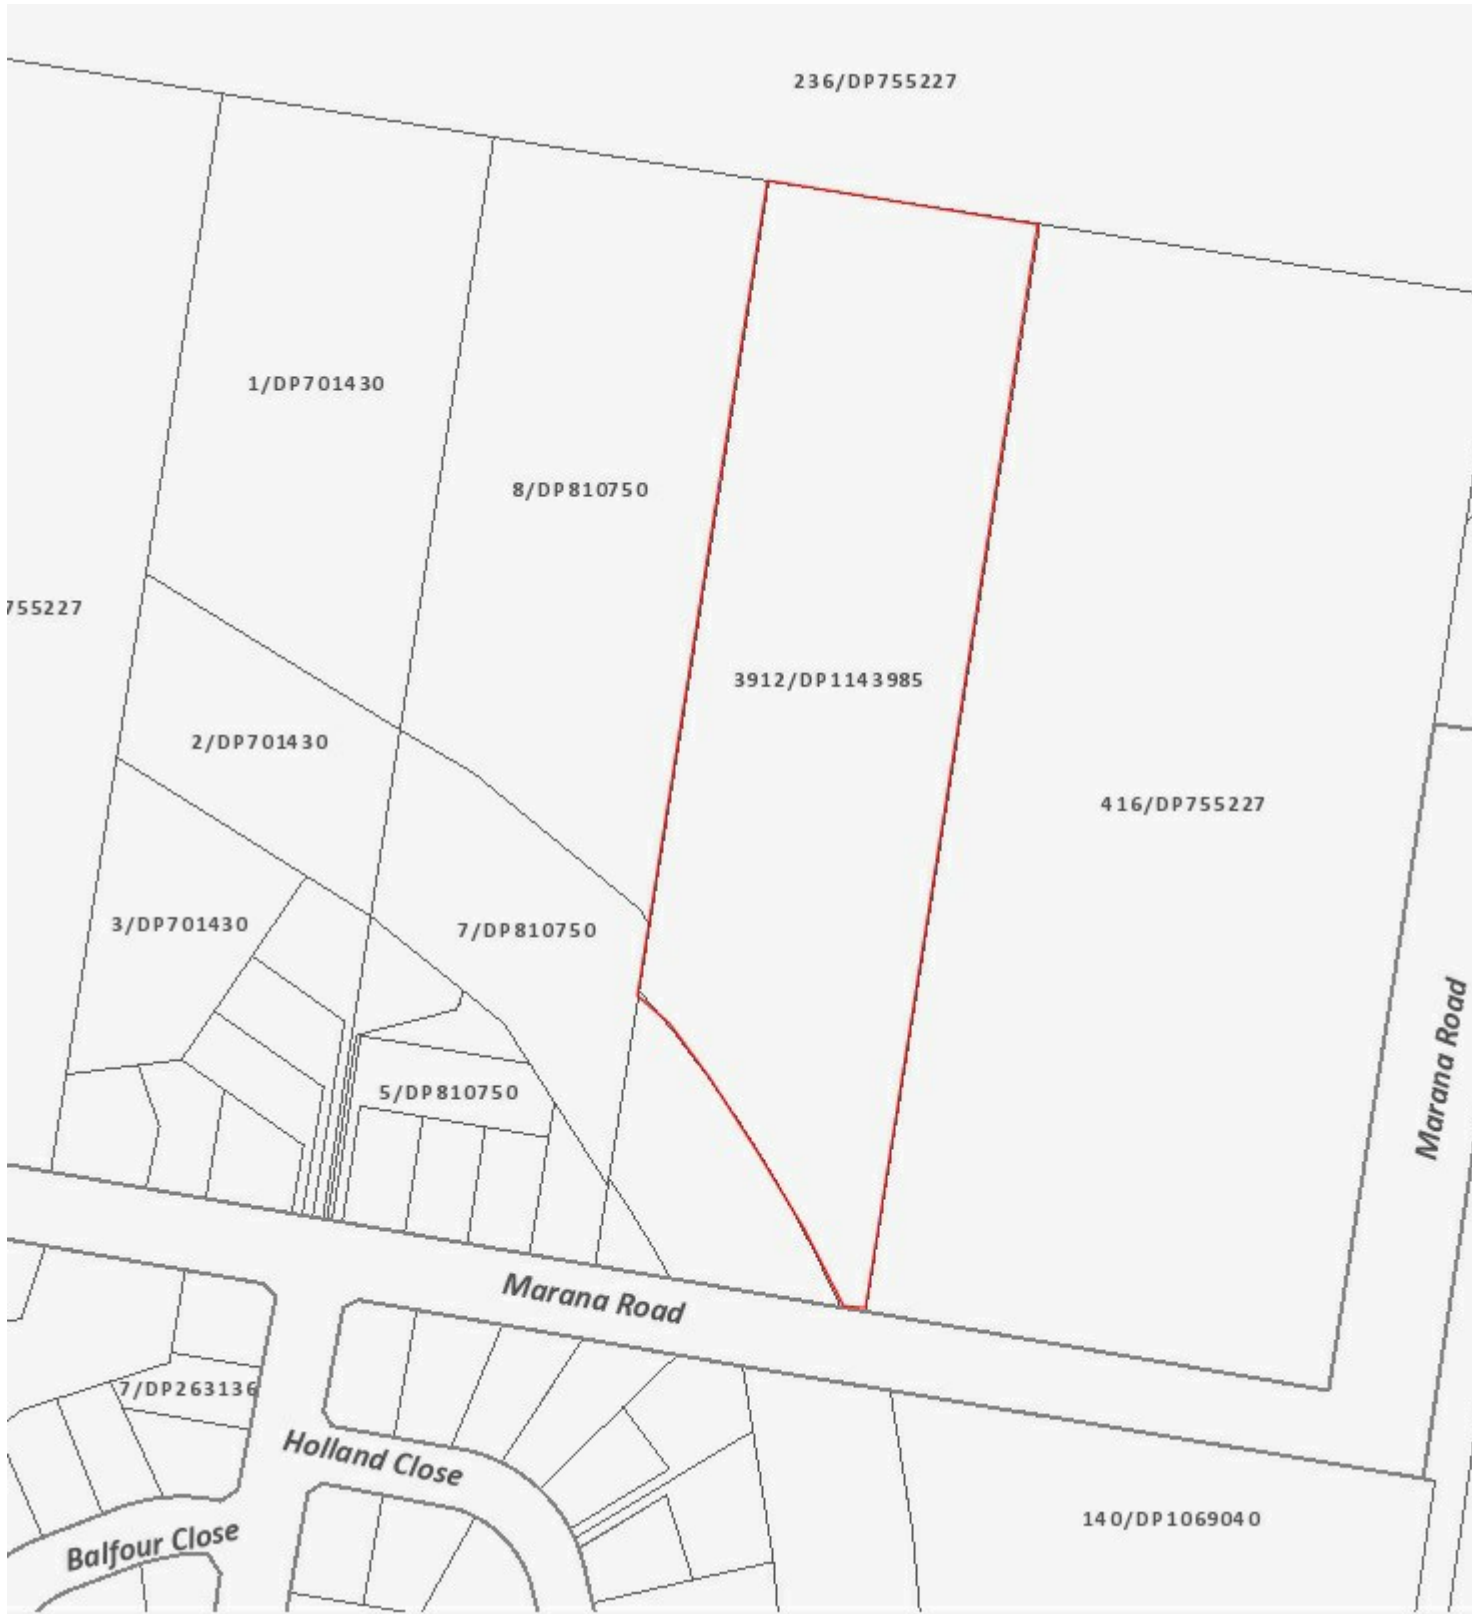 236/DP755227
1/DP701430
8/DP810750
755227
3912/DP1143985
2/DP701430
416/DP755227
3/DP701430
7/DP810750
Marana Road
5/DP810750
Marana Road
7/DP263136
Holland Close
140/DP1069040
Balfour Close